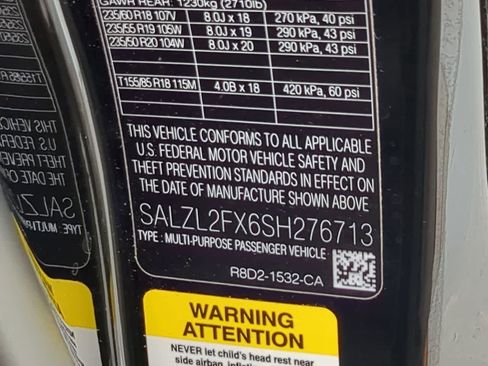 GAWR REAR: 1230kg (2710lb)
235/60 R18 107V 8.0J x 18 270 kPa, 40 psi
235/55 R19 105W 8.0J x 19 290 kPa, 43 psi
235/50 R20 104W 8.0J x 20 290 kPa, 43 psi
T155/85 R18 115M 4.0B x 18 420 kPa, 60 psi
THIS VEHICLE CONFORMS TO ALL APPLICABLE
U.S. FEDERAL MOTOR VEHICLE SAFETY AND
THEFT PREVENTION STANDARDS IN EFFECT ON
THE DATE OF MANUFACTURE SHOWN ABOVE
SALZL2FX6SH276713
TYPE : MULTI-PURPOSE PASSENGER VEHICLE
R8D2-1532-CA
WARNING
ATTENTION
NEVER let child's head rest near
side airbag,